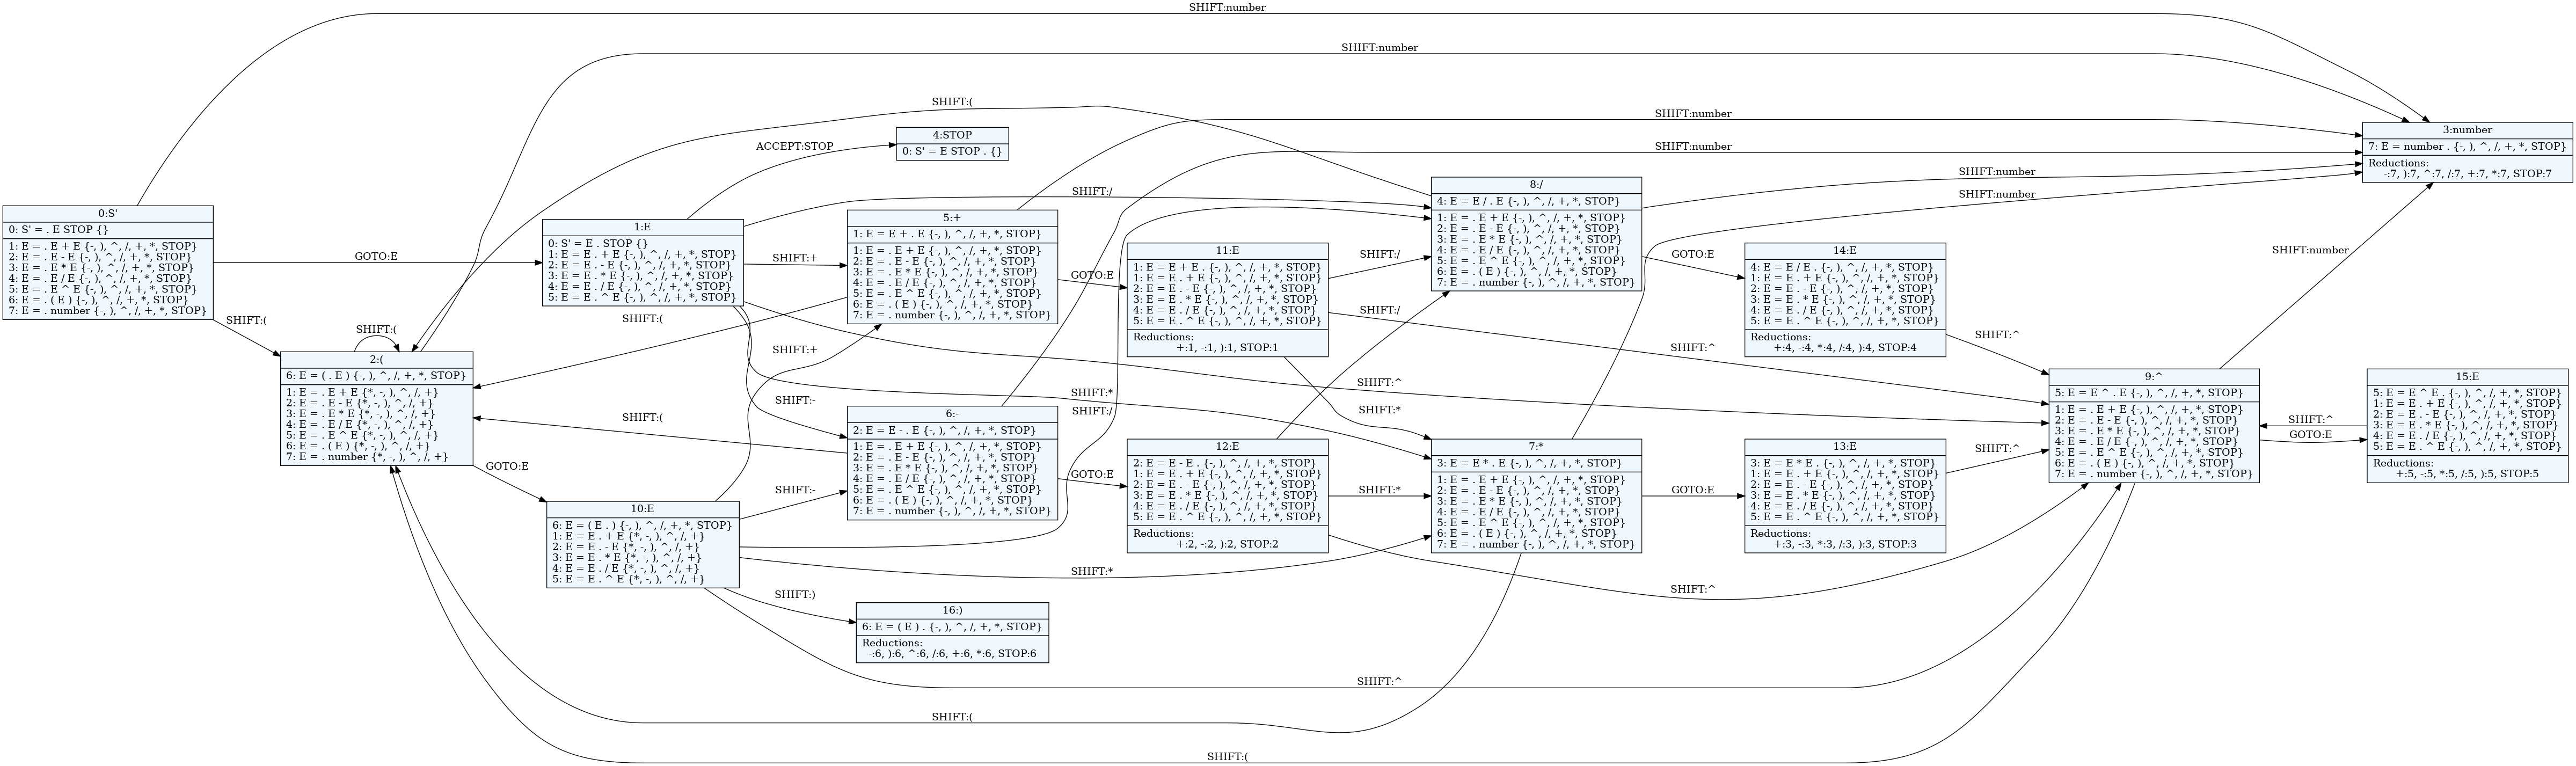 SHIFT:number
SHIFT:number
SHIFT:(
SHIFT:number
SHIFT:number
SHIFT:number
SHIFT:number
SHIFT:number
ACCEPT:STOP
0:S'
0: S' = . E STOP {}
1: E = . E + E {-, ), ^, /, +, *, STOP}
2: E = . E - E {-, ), ^, /, +, *, STOP}
3: E = . E * E {-, ), ^, /, +, *, STOP}
4: E = . E / E {-, ), ^, /, +, *, STOP}
5: E = . E ^ E {-, ), ^, /, +, *, STOP}
6: E = . ( E ) {-, ), ^, /, +, *, STOP}
7: E = . number {-, ), ^, /, +, *, STOP}
GOTO:E
SHIFT:(
SHIFT:(
2:(
6: E = ( . E ) {-, ), ^, /, +, *, STOP}
1: E = . E + E {*, -, ), ^, /, +}
2: E = . E - E {*, -, ), ^, /, +}
3: E = . E * E {*, -, ), ^, /, +}
4: E = . E / E {*, -, ), ^, /, +}
5: E = . E ^ E {*, -, ), ^, /, +}
6: E = . ( E ) {*, -, ), ^, /, +}
7: E = . number {*, -, ), ^, /, +}
GOTO:E
1:E
0: S' = E . STOP {}
1: E = E . + E {-, ), ^, /, +, *, STOP}
2: E = E . - E {-, ), ^, /, +, *, STOP}
3: E = E . * E {-, ), ^, /, +, *, STOP}
4: E = E . / E {-, ), ^, /, +, *, STOP}
5: E = E . ^ E {-, ), ^, /, +, *, STOP}
10:E
6: E = ( E . ) {-, ), ^, /, +, *, STOP}
1: E = E . + E {*, -, ), ^, /, +}
2: E = E . - E {*, -, ), ^, /, +}
3: E = E . * E {*, -, ), ^, /, +}
4: E = E . / E {*, -, ), ^, /, +}
5: E = E . ^ E {*, -, ), ^, /, +}
SHIFT:+
SHIFT:(
SHIFT:+
SHIFT:-
SHIFT:(
SHIFT:-
SHIFT:)
4:STOP
0: S' = E STOP . {}
5:+
1: E = E + . E {-, ), ^, /, +, *, STOP}
1: E = . E + E {-, ), ^, /, +, *, STOP}
2: E = . E - E {-, ), ^, /, +, *, STOP}
3: E = . E * E {-, ), ^, /, +, *, STOP}
4: E = . E / E {-, ), ^, /, +, *, STOP}
5: E = . E ^ E {-, ), ^, /, +, *, STOP}
6: E = . ( E ) {-, ), ^, /, +, *, STOP}
7: E = . number {-, ), ^, /, +, *, STOP}
6:-
2: E = E - . E {-, ), ^, /, +, *, STOP}
1: E = . E + E {-, ), ^, /, +, *, STOP}
2: E = . E - E {-, ), ^, /, +, *, STOP}
3: E = . E * E {-, ), ^, /, +, *, STOP}
4: E = . E / E {-, ), ^, /, +, *, STOP}
5: E = . E ^ E {-, ), ^, /, +, *, STOP}
6: E = . ( E ) {-, ), ^, /, +, *, STOP}
7: E = . number {-, ), ^, /, +, *, STOP}
16:)
6: E = ( E ) . {-, ), ^, /, +, *, STOP}
Reductions:
-:6, ):6, ^:6, /:6, +:6, *:6, STOP:6
SHIFT:(
SHIFT:/
GOTO:E
SHIFT:*
SHIFT:/
GOTO:E
SHIFT:*
11:E
1: E = E + E . {-, ), ^, /, +, *, STOP}
1: E = E . + E {-, ), ^, /, +, *, STOP}
2: E = E . - E {-, ), ^, /, +, *, STOP}
3: E = E . * E {-, ), ^, /, +, *, STOP}
4: E = E . / E {-, ), ^, /, +, *, STOP}
5: E = E . ^ E {-, ), ^, /, +, *, STOP}
Reductions:
+:1, -:1, ):1, STOP:1
12:E
2: E = E - E . {-, ), ^, /, +, *, STOP}
1: E = E . + E {-, ), ^, /, +, *, STOP}
2: E = E . - E {-, ), ^, /, +, *, STOP}
3: E = E . * E {-, ), ^, /, +, *, STOP}
4: E = E . / E {-, ), ^, /, +, *, STOP}
5: E = E . ^ E {-, ), ^, /, +, *, STOP}
Reductions:
+:2, -:2, ):2, STOP:2
SHIFT:/
SHIFT:/
SHIFT:^
SHIFT:*
SHIFT:*
SHIFT:^
SHIFT:(
8:/
4: E = E / . E {-, ), ^, /, +, *, STOP}
1: E = . E + E {-, ), ^, /, +, *, STOP}
2: E = . E - E {-, ), ^, /, +, *, STOP}
3: E = . E * E {-, ), ^, /, +, *, STOP}
4: E = . E / E {-, ), ^, /, +, *, STOP}
5: E = . E ^ E {-, ), ^, /, +, *, STOP}
6: E = . ( E ) {-, ), ^, /, +, *, STOP}
7: E = . number {-, ), ^, /, +, *, STOP}
7:*
3: E = E * . E {-, ), ^, /, +, *, STOP}
1: E = . E + E {-, ), ^, /, +, *, STOP}
2: E = . E - E {-, ), ^, /, +, *, STOP}
3: E = . E * E {-, ), ^, /, +, *, STOP}
4: E = . E / E {-, ), ^, /, +, *, STOP}
5: E = . E ^ E {-, ), ^, /, +, *, STOP}
6: E = . ( E ) {-, ), ^, /, +, *, STOP}
7: E = . number {-, ), ^, /, +, *, STOP}
GOTO:E
SHIFT:^
GOTO:E
SHIFT:^
14:E
4: E = E / E . {-, ), ^, /, +, *, STOP}
1: E = E . + E {-, ), ^, /, +, *, STOP}
2: E = E . - E {-, ), ^, /, +, *, STOP}
3: E = E . * E {-, ), ^, /, +, *, STOP}
4: E = E . / E {-, ), ^, /, +, *, STOP}
5: E = E . ^ E {-, ), ^, /, +, *, STOP}
Reductions:
+:4, -:4, *:4, /:4, ):4, STOP:4
13:E
3: E = E * E . {-, ), ^, /, +, *, STOP}
1: E = E . + E {-, ), ^, /, +, *, STOP}
2: E = E . - E {-, ), ^, /, +, *, STOP}
3: E = E . * E {-, ), ^, /, +, *, STOP}
4: E = E . / E {-, ), ^, /, +, *, STOP}
5: E = E . ^ E {-, ), ^, /, +, *, STOP}
Reductions:
+:3, -:3, *:3, /:3, ):3, STOP:3
SHIFT:^
SHIFT:^
9:^
5: E = E ^ . E {-, ), ^, /, +, *, STOP}
1: E = . E + E {-, ), ^, /, +, *, STOP}
2: E = . E - E {-, ), ^, /, +, *, STOP}
3: E = . E * E {-, ), ^, /, +, *, STOP}
4: E = . E / E {-, ), ^, /, +, *, STOP}
5: E = . E ^ E {-, ), ^, /, +, *, STOP}
6: E = . ( E ) {-, ), ^, /, +, *, STOP}
7: E = . number {-, ), ^, /, +, *, STOP}
SHIFT:number
SHIFT:^
GOTO:E
3:number
7: E = number . {-, ), ^, /, +, *, STOP}
Reductions:
-:7, ):7, ^:7, /:7, +:7, *:7, STOP:7
15:E
5: E = E ^ E . {-, ), ^, /, +, *, STOP}
1: E = E . + E {-, ), ^, /, +, *, STOP}
2: E = E . - E {-, ), ^, /, +, *, STOP}
3: E = E . * E {-, ), ^, /, +, *, STOP}
4: E = E . / E {-, ), ^, /, +, *, STOP}
5: E = E . ^ E {-, ), ^, /, +, *, STOP}
Reductions:
+:5, -:5, *:5, /:5, ):5, STOP:5
SHIFT:(